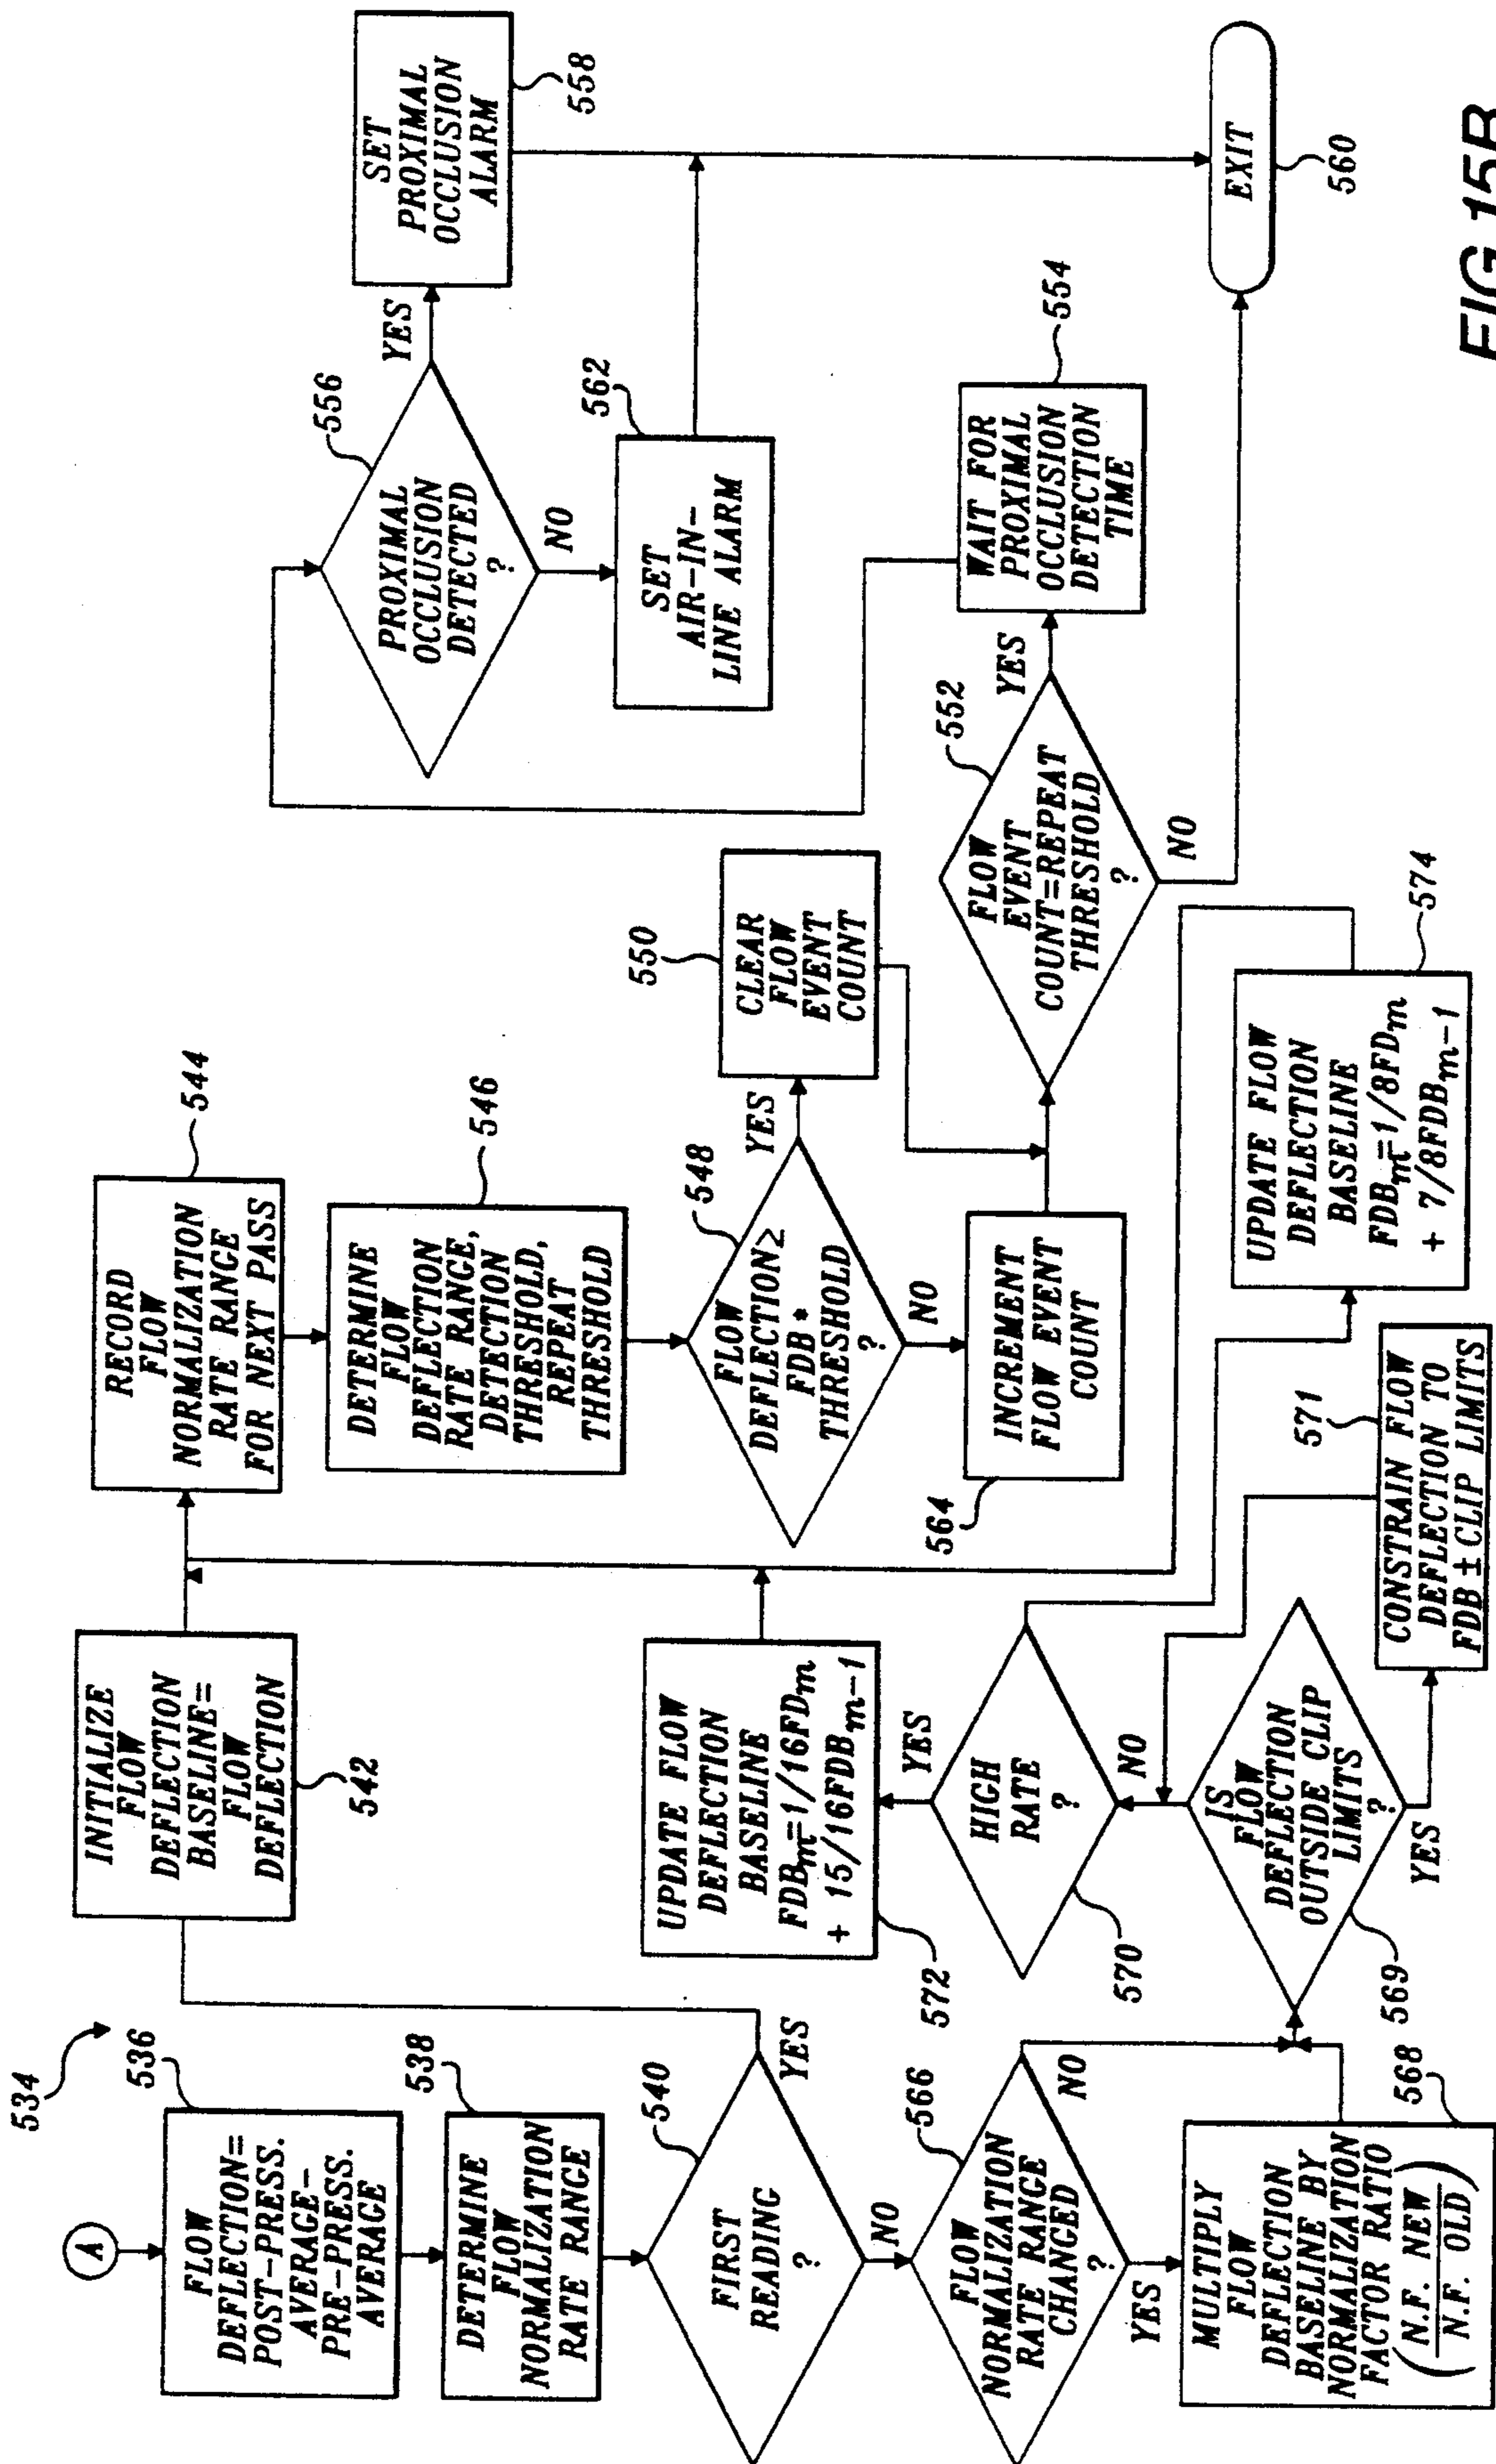 534
A
536
FLOW
DEFLECTION=
POST-PRESS.
AVERAGE-
PRE-PRESS.
AVERAGE
538
DETERMINE
FLOW
NORMALIZATION
RATE RANGE
540
FIRST
READING
?
YES
NO
566
FLOW
NORMALIZATION
RATE RANGE
CHANGED
?
NO
YES
MULTIPLY
FLOW
DEFLECTION
BASELINE BY
NORMALIZATION
FACTOR RATIO
(N.F. NEW
N.F. OLD)
568
INITIALIZE
FLOW
DEFLECTION
BASELINE=
FLOW
DEFLECTION
542
UPDATE FLOW
DEFLECTION
BASELINE
FDBm=1/16FDm
+ 15/16FDBm-1
572
YES
HIGH
RATE
?
570
NO
IS
FLOW
DEFLECTION
OUTSIDE CLIP
LIMITS
?
569
YES
571
CONSTRAIN FLOW
DEFLECTION TO
FDB ± CLIP LIMITS
RECORD
FLOW
NORMALIZATION
RATE RANGE
FOR NEXT PASS
544
DETERMINE
FLOW
DEFLECTION
RATE RANGE,
DETECTION
THRESHOLD,
REPEAT
THRESHOLD
546
FLOW
DEFLECTION≥
FDB*
THRESHOLD
?
548
YES
NO
550
CLEAR
FLOW
EVENT
COUNT
INCREMENT
FLOW EVENT
COUNT
564
FLOW
EVENT
COUNT=REPEAT
THRESHOLD
?
552
YES
NO
UPDATE FLOW
DEFLECTION
BASELINE
FDBm=1/8FDm
+ 7/8FDBm-1
574
WAIT FOR
PROXIMAL
OCCLUSION
DETECTION
TIME
554
PROXIMAL
OCCLUSION
DETECTED
?
556
YES
NO
SET
PROXIMAL
OCCLUSION
ALARM
558
562
SET
AIR-IN-
LINE ALARM
EXIT
560
FIG.15B